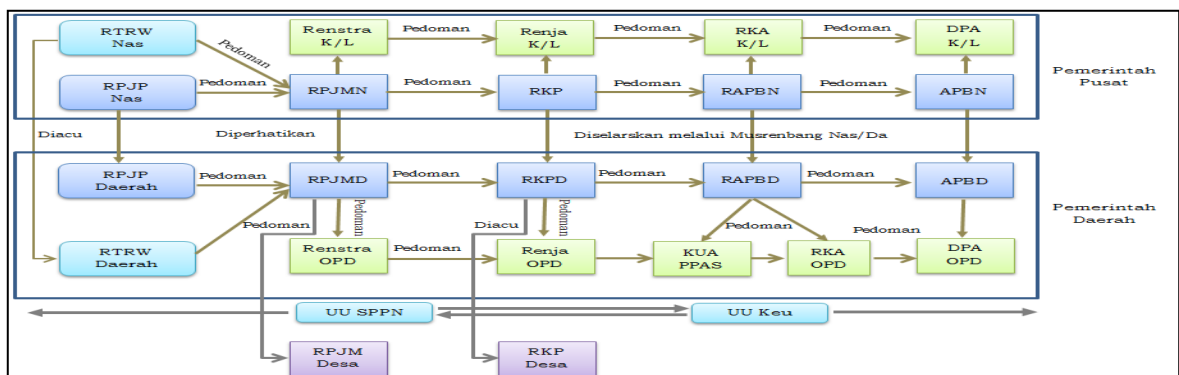 RTRW
Nas
Pedoman
Renstra
K/L
Pedoman
Renja
K/L
Pedoman
RKA
K/L
Pedoman
DPA
K/L
RPJP
Nas
Pedoman
RPJMN
Pedoman
RKP
Pedoman
RAPBN
Pedoman
APBN
Pemerintah
Pusat
Diacu
Diperhatikan
Diselarskan melalui Musrenbang Nas/Da
RPJP
Daerah
Pedoman
RPJMD
Pedoman
RKPD
Pedoman
RAPBD
Pedoman
APBD
Pemerintah
Daerah
Pedoman
Pedoman
Diacu
Pedoman
Pedoman
Pedoman
RTRW
Daerah
Renstra
OPD
Pedoman
Renja
OPD
KUA
PPAS
RKA
OPD
DPA
OPD
UU SPPN
UU Keu
RPJM
Desa
RKP
Desa